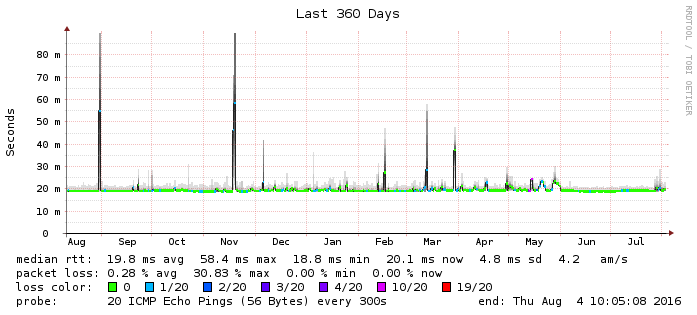 Last 360 Days
RRDTOOL / TOBI OETIKER
Seconds
80 m
70 m
60 m
50 m
40 m
30 m
20 m
10 m
0
Aug Sep Oct Nov Dec Jan Feb Mar Apr May Jun Jul
median rtt: 19.8 ms avg 58.4 ms max 18.8 ms min 20.1 ms now 4.8 ms sd 4.2 am/s
packet loss: 0.28 % avg 30.83 % max 0.00 % min 0.00 % now
loss color: 0 1/20 2/20 3/20 4/20 10/20 19/20
probe: 20 ICMP Echo Pings (56 Bytes) every 300s end: Thu Aug 4 10:05:08 2016